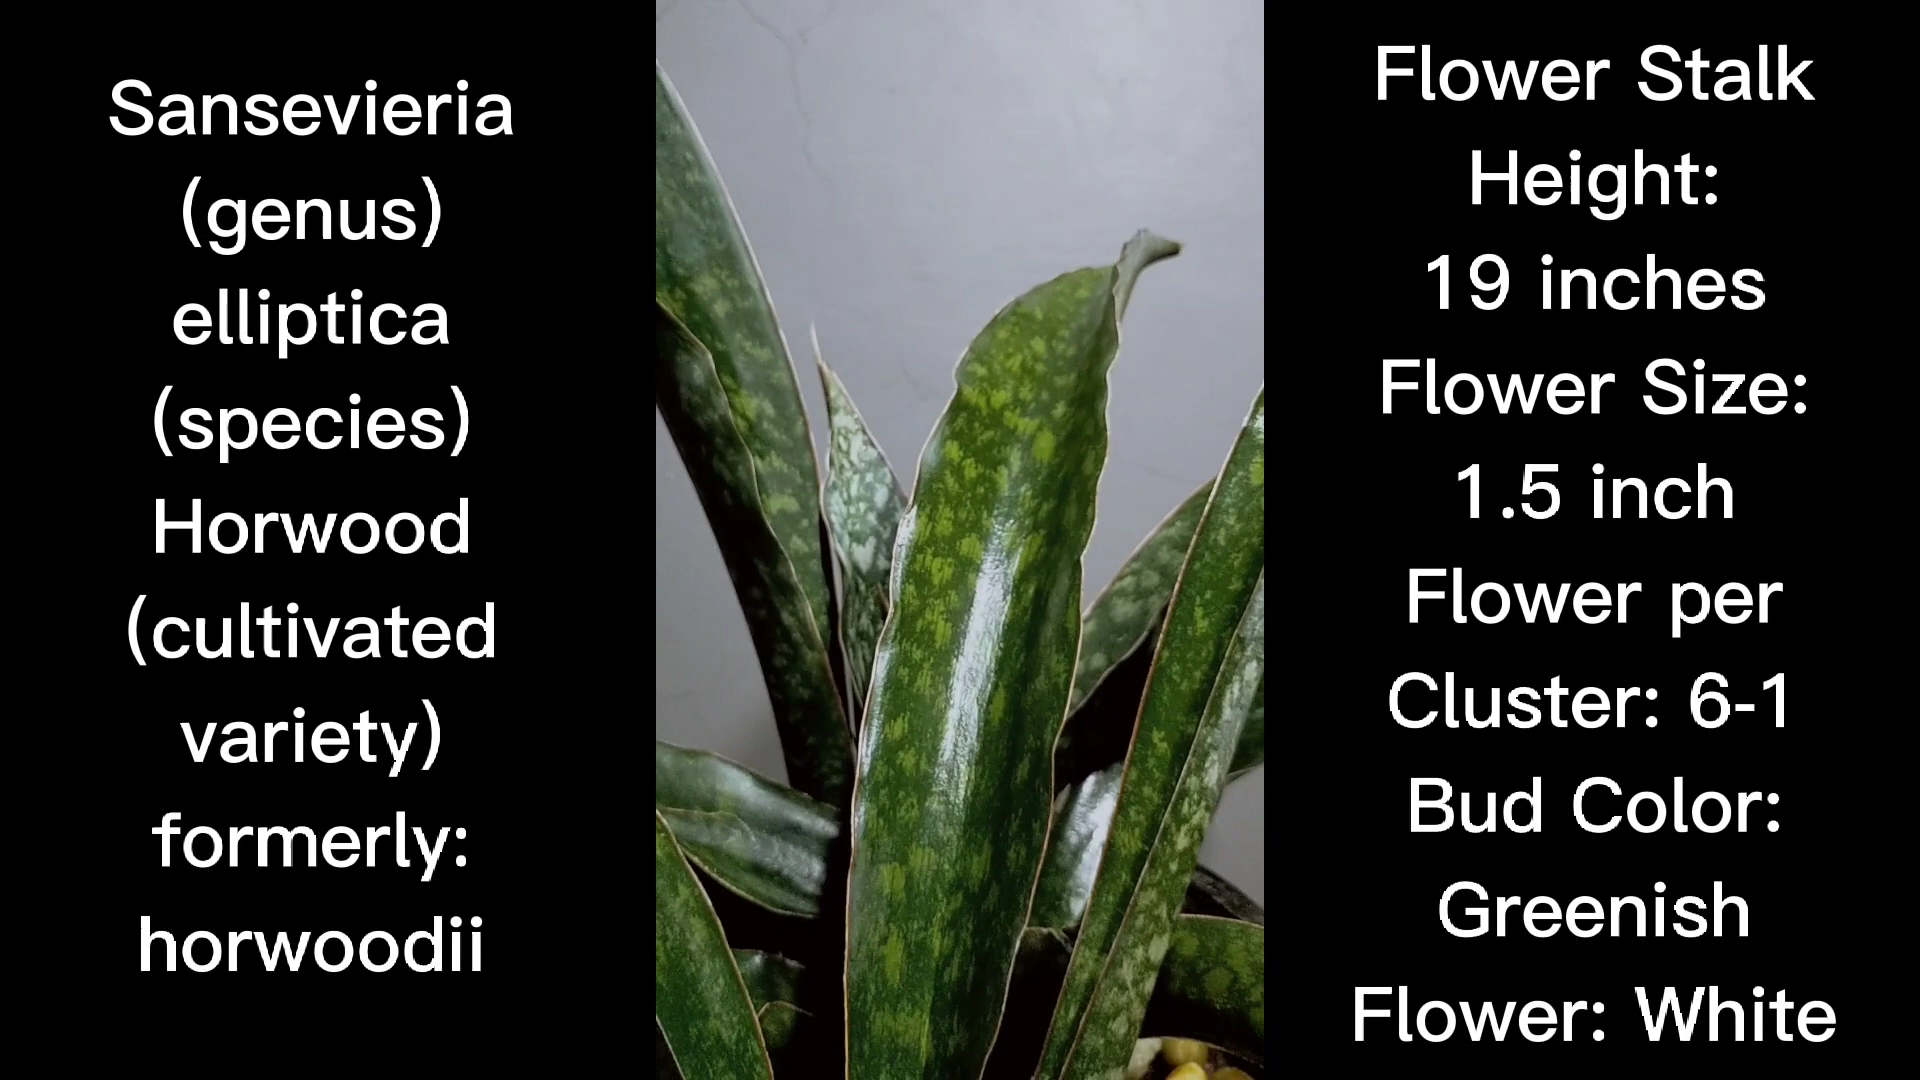 Sansevieria
(genus)
elliptica
(species)
Horwood
(cultivated
variety)
formerly:
horwoodii
Flower Stalk
Height:
19 inches
Flower Size:
1.5 inch
Flower per
Cluster: 6-1
Bud Color:
Greenish
Flower: White